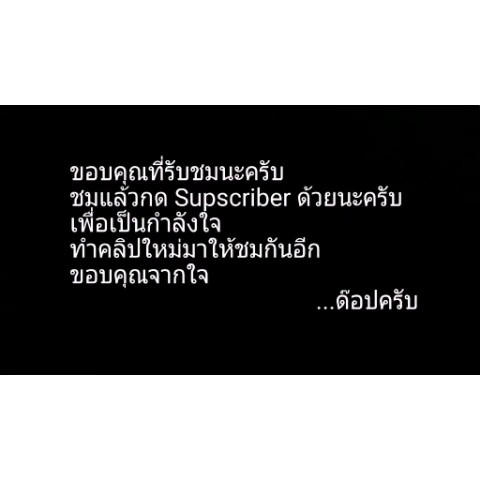 ขอบคุณที่รับชมนะครับ
ชมแล้วกด Supscriber ด้วยนะครับ
เพื่อเป็นกำลังใจ
ทำคลิปใหม่มาให้ชมกันอีก
ขอบคุณจากใจ
...ด๊อปครับ